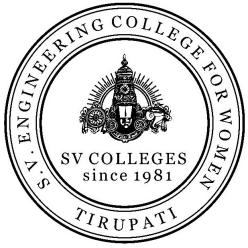 S.V. ENGINEERING COLLEGE FOR WOMEN
SV COLLEGES
since 1981
TIRUPATI